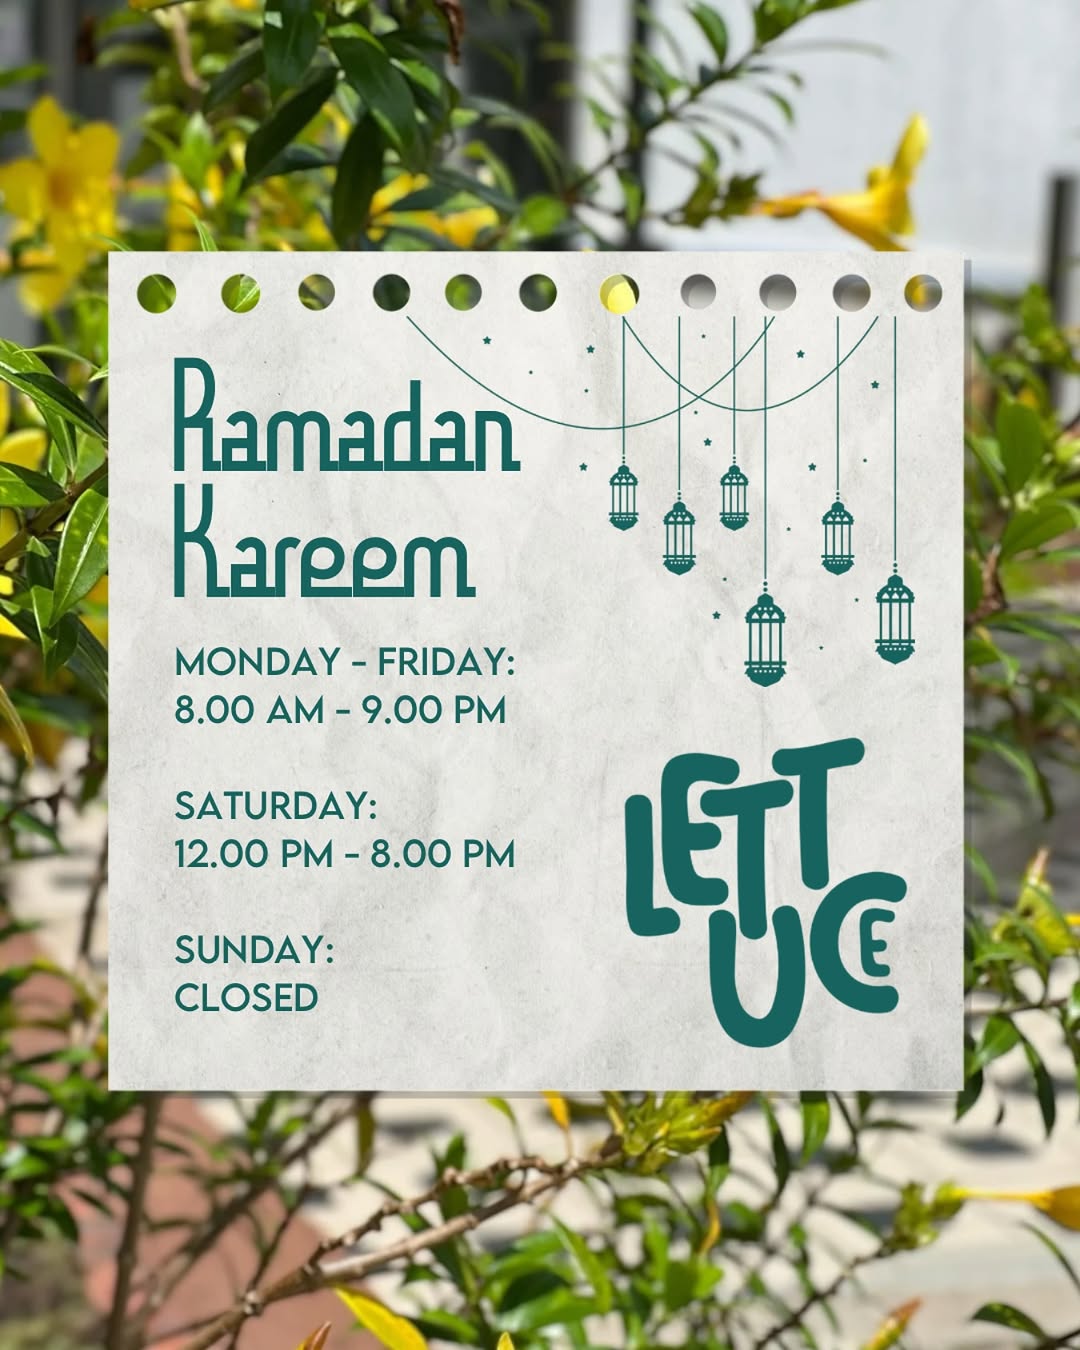 Ramadan
Kareem
MONDAY - FRIDAY:
8.00 AM - 9.00 PM
SATURDAY:
12.00 PM - 8.00 PM
SUNDAY:
CLOSED
LETTUCE